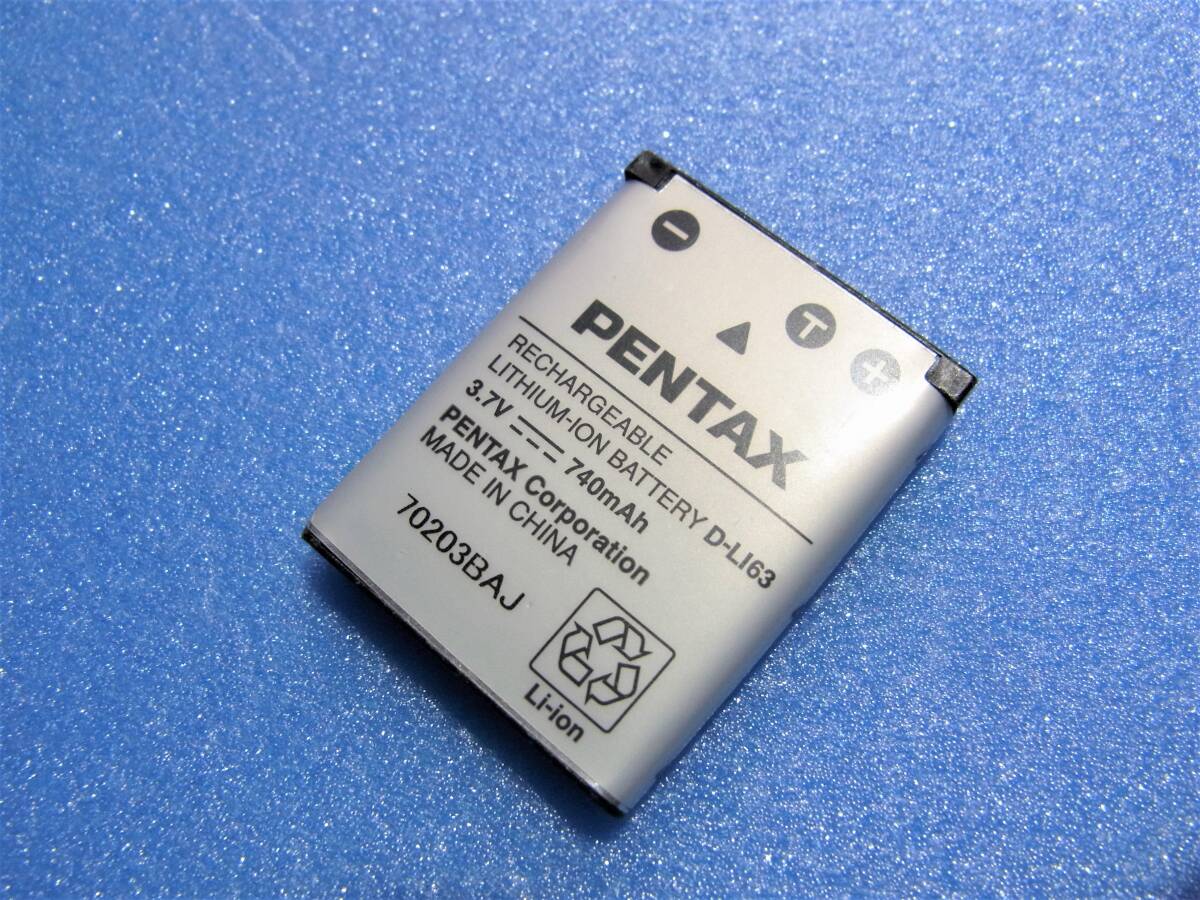 − T +
PENTAX
RECHARGEABLE
LITHIUM-ION BATTERY D-LI63
3.7V 740mAh
PENTAX Corporation
MADE IN CHINA
70203BAJ
Li-ion